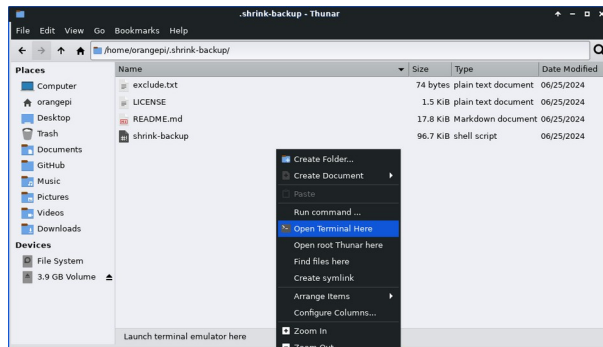 .shrink-backup - Thunar
File Edit View Go Bookmarks Help
/home/orangepi/.shrink-backup/
Places
Computer
orangepi
Desktop
Trash
Documents
GitHub
Music
Pictures
Videos
Downloads
Devices
File System
3.9 GB Volume
Name Size Type Date Modified
exclude.txt 74 bytes plain text document 06/25/2024
LICENSE 1.5 KiB plain text document 06/25/2024
README.md 17.8 KiB Markdown document 06/25/2024
shrink-backup 96.7 KiB shell script 06/25/2024
Create Folder...
Create Document
Paste
Run command ...
Open Terminal Here
Open root Thunar here
Find files here
Create symlink
Arrange Items
Configure Columns...
Zoom In
Zoom Out
Launch terminal emulator here